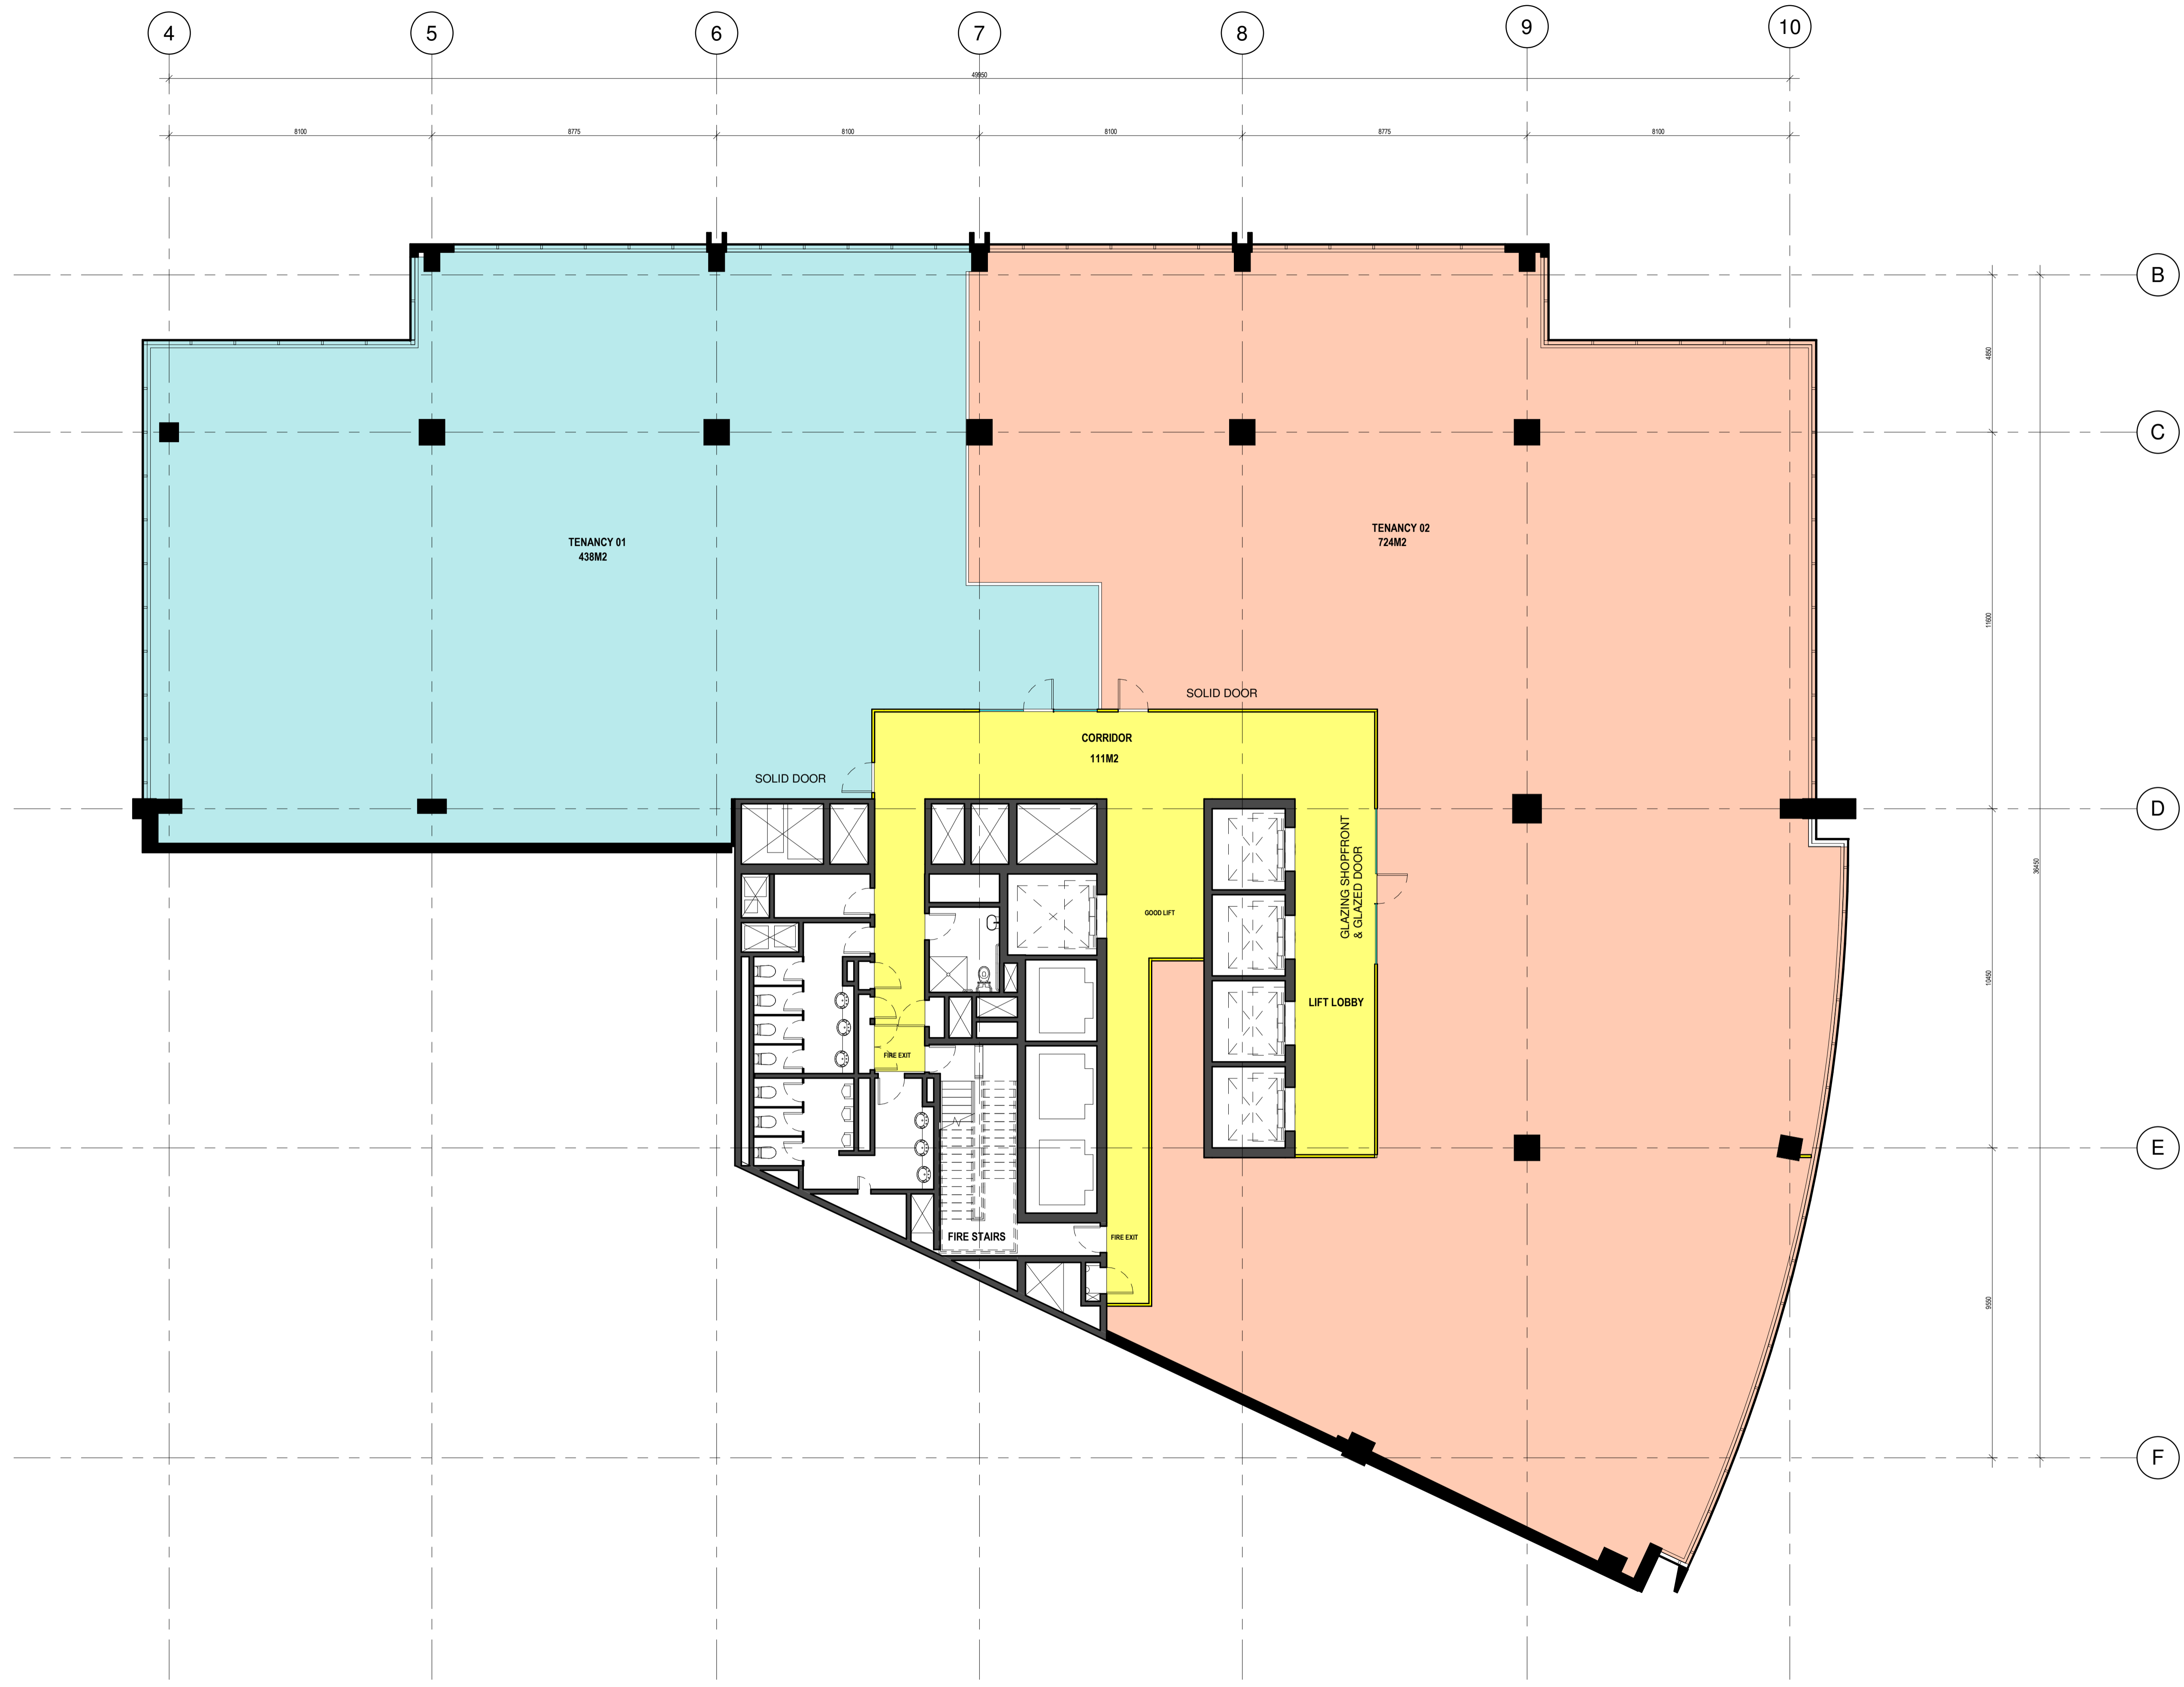 4
5
6
7
8
9
10
49950
8100
8775
8100
8100
8775
8100
B
4850
C
TENANCY 02
724M2
TENANCY 01
438M2
11600
SOLID DOOR
CORRIDOR
111M2
SOLID DOOR
D
GLAZING SHOPFRONT
& GLAZED DOOR
36450
GOOD LIFT
10450
LIFT LOBBY
FIRE EXIT
E
FIRE STAIRS
FIRE EXIT
9550
F